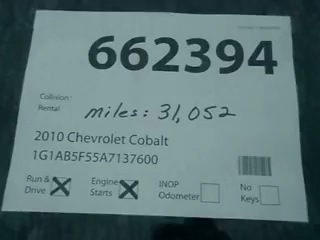 662394
Collision:
Rental
miles: 31,052
2010 Chevrolet Cobalt
1G1AB5F55A7137600
Run & Drive
Engine Starts
INOP Odometer
No Keys